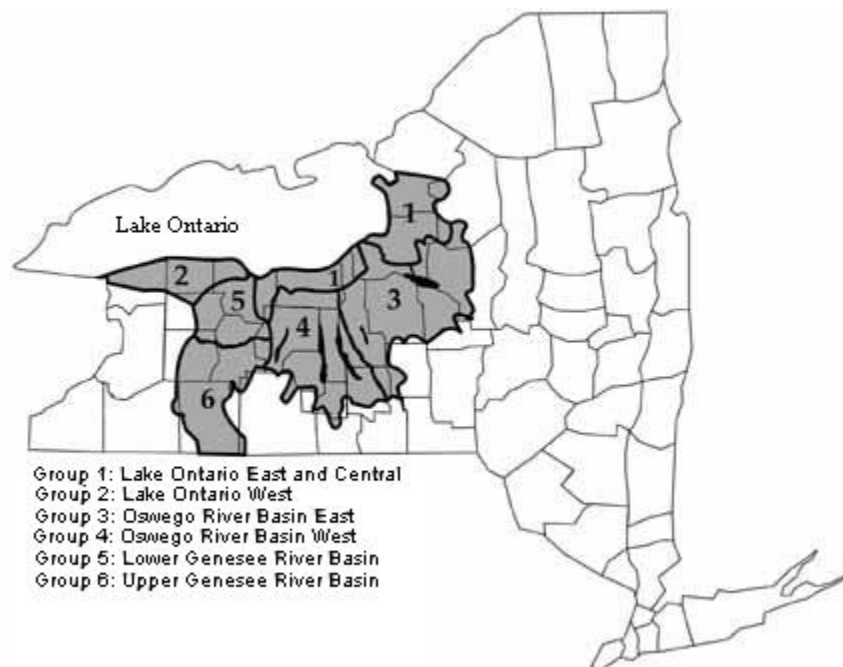 1
Lake Ontario
2
1
5
3
4
6
Group 1: Lake Ontario East and Central
Group 2: Lake Ontario West
Group 3: Oswego River Basin East
Group 4: Oswego River Basin West
Group 5: Lower Genesee River Basin
Group 6: Upper Genesee River Basin